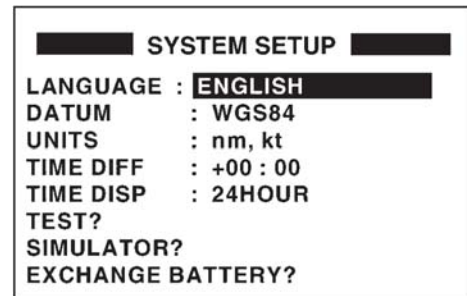 SYSTEM SETUP
LANGUAGE : ENGLISH
DATUM : WGS84
UNITS : nm, kt
TIME DIFF : +00 : 00
TIME DISP : 24HOUR
TEST?
SIMULATOR?
EXCHANGE BATTERY?